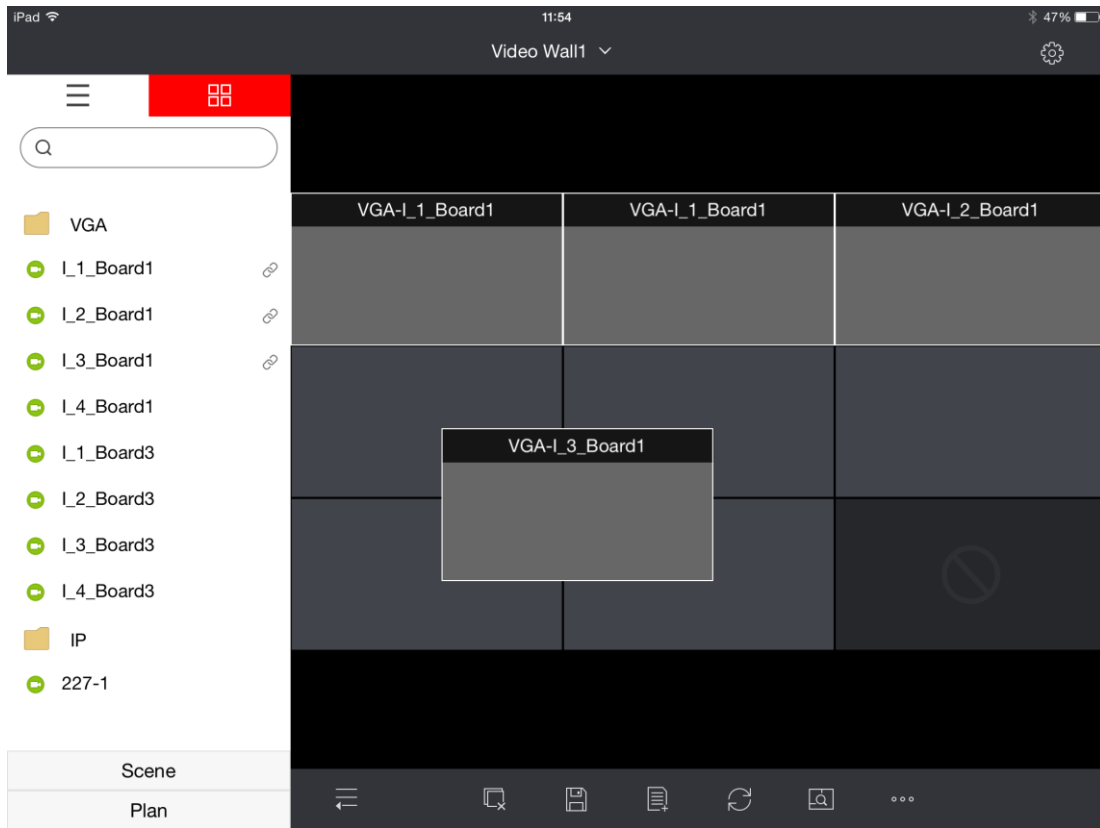 iPad 11:54 47%
Video Wall1
VGA
I_1_Board1
I_2_Board1
I_3_Board1
I_4_Board1
I_1_Board3
I_2_Board3
I_3_Board3
I_4_Board3
IP
227-1
Scene
Plan
VGA-I_1_Board1 VGA-I_1_Board1 VGA-I_2_Board1
VGA-I_3_Board1